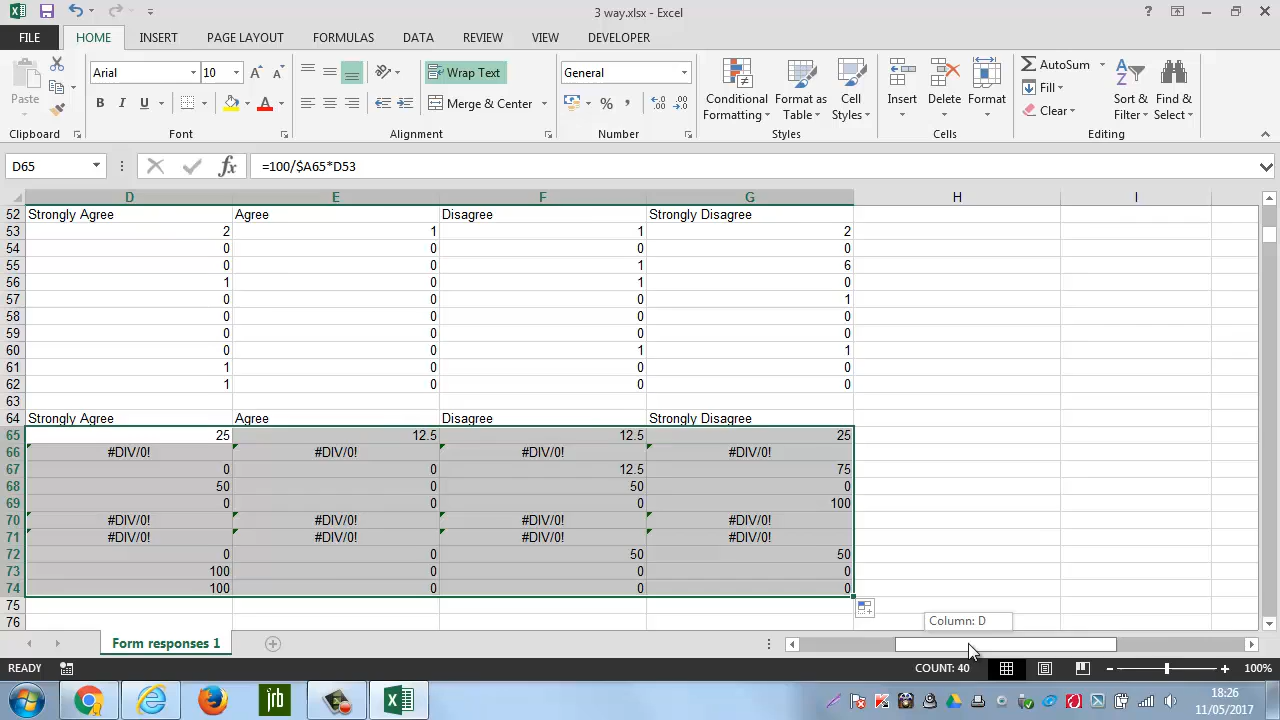 3 way.xlsx - Excel
FILE HOME INSERT PAGE LAYOUT FORMULAS DATA REVIEW VIEW DEVELOPER
Paste Arial 10 B I U A Wrap Text Merge & Center General % , Conditional Formatting Format as Table Cell Styles Insert Delete Format AutoSum Fill Clear Sort & Filter Find & Select
Clipboard Font Alignment Number Styles Cells Editing
D65 fx =100/$A65*D53
D E F G H I
52 Strongly Agree Agree Disagree Strongly Disagree
53 2 1 1 2
54 0 0 0 0
55 0 0 1 6
56 1 0 1 0
57 0 0 0 1
58 0 0 0 0
59 0 0 0 0
60 0 0 1 1
61 1 0 0 0
62 1 0 0 0
63
64 Strongly Agree Agree Disagree Strongly Disagree
65 25 12.5 12.5 25
66 #DIV/0! #DIV/0! #DIV/0! #DIV/0!
67 0 0 12.5 75
68 50 0 50 0
69 0 0 0 100
70 #DIV/0! #DIV/0! #DIV/0! #DIV/0!
71 #DIV/0! #DIV/0! #DIV/0! #DIV/0!
72 0 0 50 50
73 100 0 0 0
74 100 0 0 0
75
76
Column: D
Form responses 1
READY COUNT: 40 100%
jrb 18:26
11/05/2017